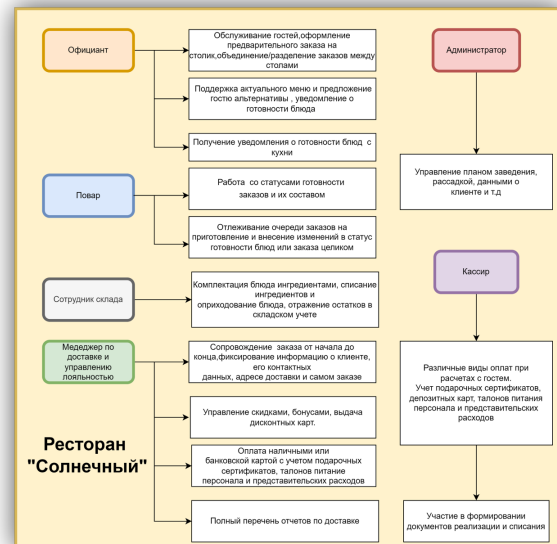 Официант
Обслуживание гостей,оформление
предварительного заказа на
столик,объединение/разделение заказов между
столами
Поддержка актуального меню и предложение
гостю альтернативы , уведомление о
готовности блюда
Получение уведомления о готовности блюд с
кухни
Повар
Работа со статусами готовности
заказов и их составом
Отлеживание очереди заказов на
приготовление и внесение изменений в статус
готовности блюд или заказа целиком
Сотрудник склада
Комплектация блюда ингредиентами, списание
ингредиентов и
оприходование блюда, отражение остатков в
складском учете
Медеджер по
доставке и
управлению
лояльностью
Сопровождение заказа от начала до
конца,фиксирование информацию о клиенте,
его контактных
данных, адресе доставки и самом заказе
Управление скидками, бонусами, выдача
дисконтных карт.
Оплата наличными или
банковской картой с учетом подарочных
сертификатов, талонов питание
персонала и представительских расходов
Полный перечень отчетов по доставке
Ресторан
"Солнечный"
Администратор
Управление планом заведения,
рассадкой, данными о
клиенте и т.д
Кассир
Различные виды оплат при
расчетах с гостем.
Учет подарочных сертификатов,
депозитных карт, талонов питания
персонала и представительских
расходов
Участие в формировании
документов реализации и списания